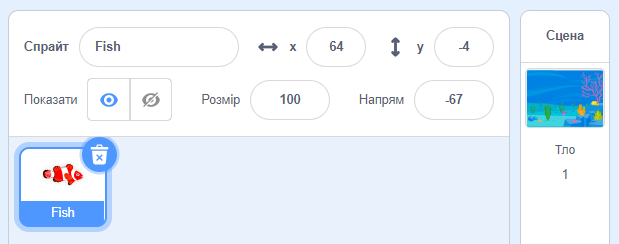 Спрайт Fish x 64 y -4
Показати Розмір 100 Напрям -67
Fish
Сцена
Тло
1